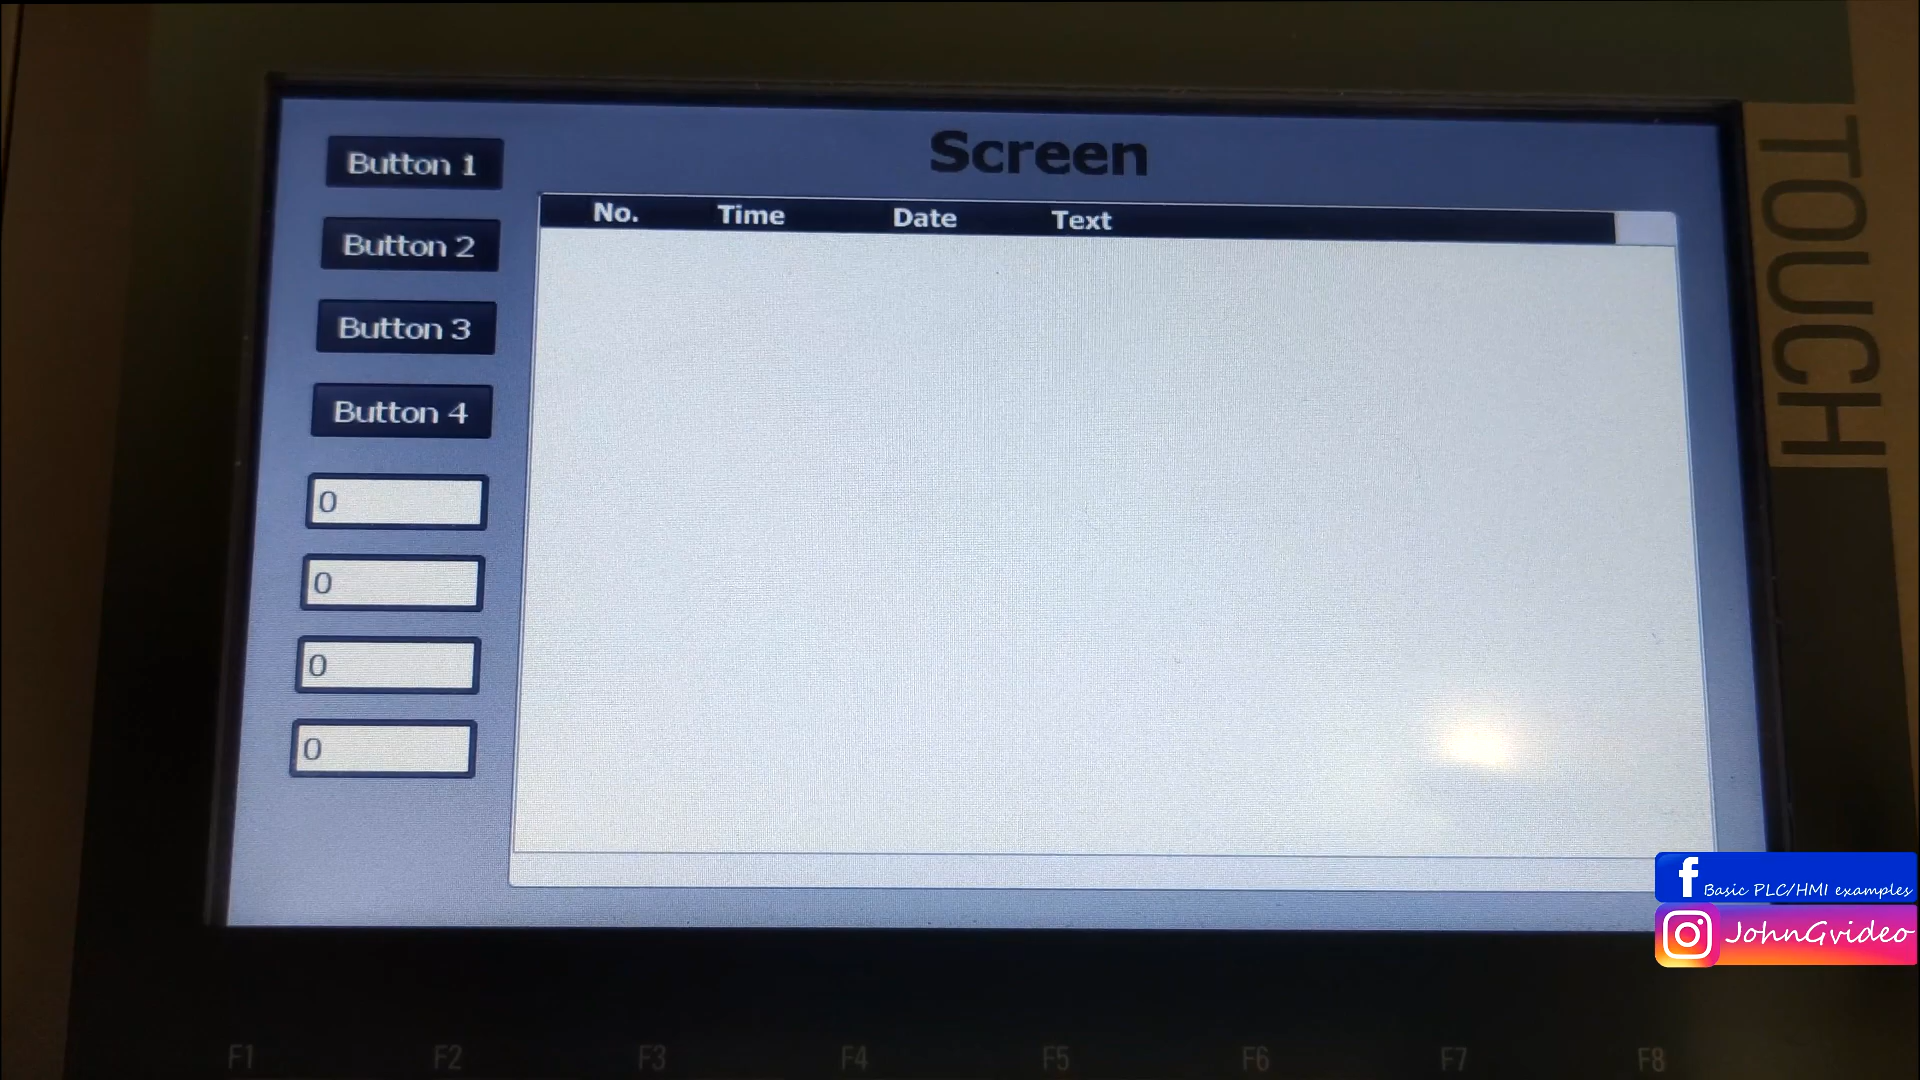 Screen
Button 1
Button 2
Button 3
Button 4
0
0
0
0
No. Time Date Text
TOUCH
f Basic PLC/HMI examples
JohnGvideo
F1 F2 F3 F4 F5 F6 F7 F8